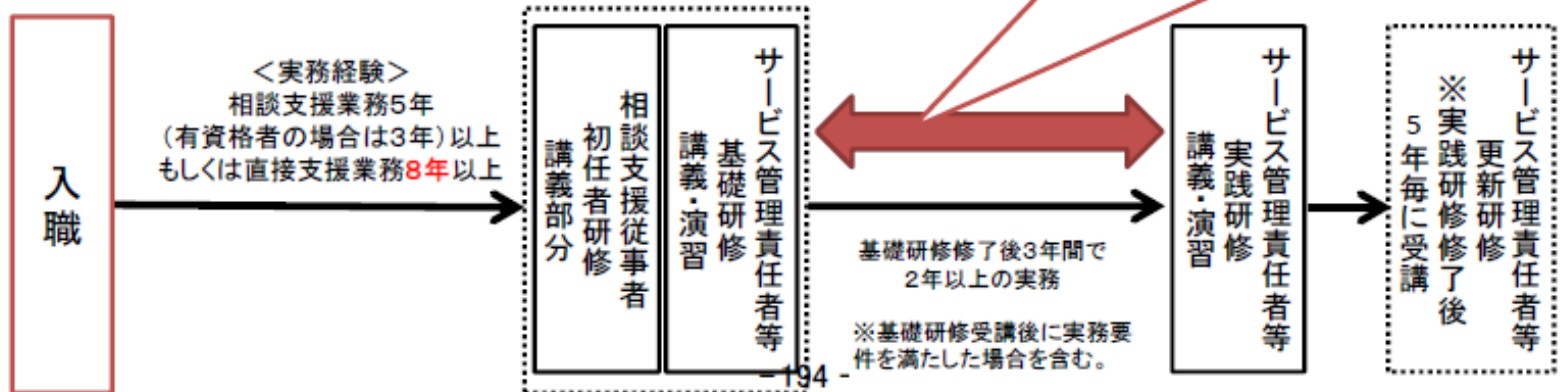 入職
＜実務経験＞
相談支援業務5年
（有資格者の場合は3年）以上
もしくは直接支援業務8年以上
相談支援従事者
初任者研修
講義部分
サービス管理責任者等
基礎研修
講義・演習
基礎研修修了後3年間で
2年以上の実務
※基礎研修受講後に実務要
件を満たした場合を含む。
サービス管理責任者等
実践研修
講義・演習
サービス管理責任者等
更新研修
※実践研修修了後
5年毎に受講
- 194 -